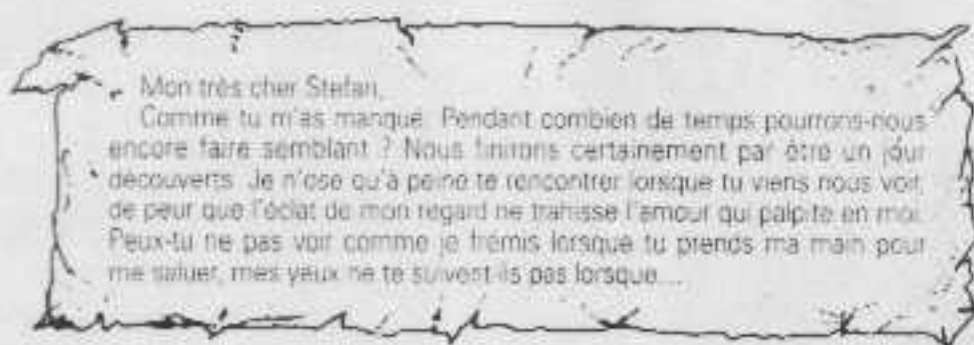 Mon très cher Stefan,
Comme tu m'as manqué. Pendant combien de temps pourrons-nous
encore faire semblant ? Nous finirons certainement par être un jour
découverts. Je n'ose qu'à peine te rencontrer lorsque tu viens nous voir,
de peur que l'éclat de mon regard ne trahisse l'amour qui palpite en moi.
Peux-tu ne pas voir comme je frémis lorsque tu prends ma main pour
me saluer, mes yeux ne te suivent-ils pas lorsque...